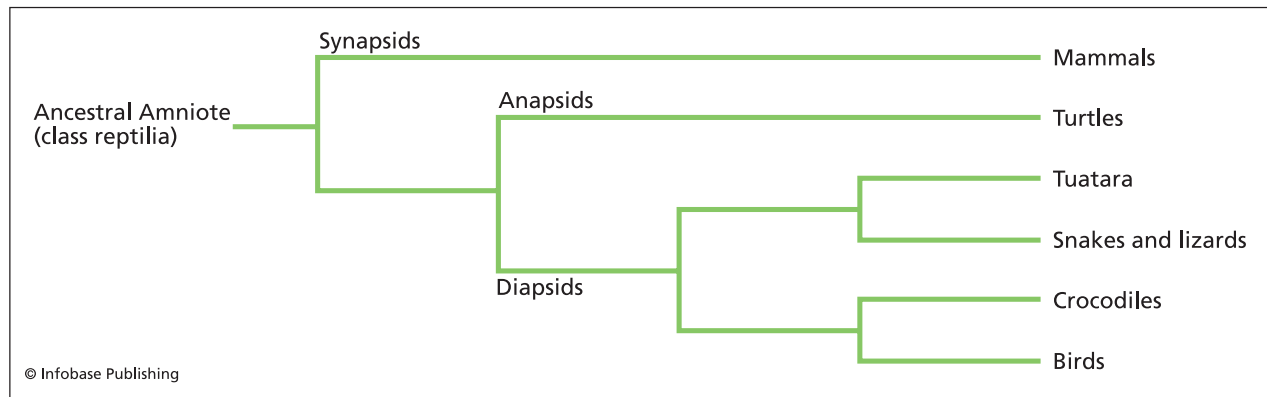 Synapsids
Mammals
Ancestral Amniote
(class reptilia)
Anapsids
Turtles
Tuatara
Snakes and lizards
Diapsids
Crocodiles
Birds
© Infobase Publishing